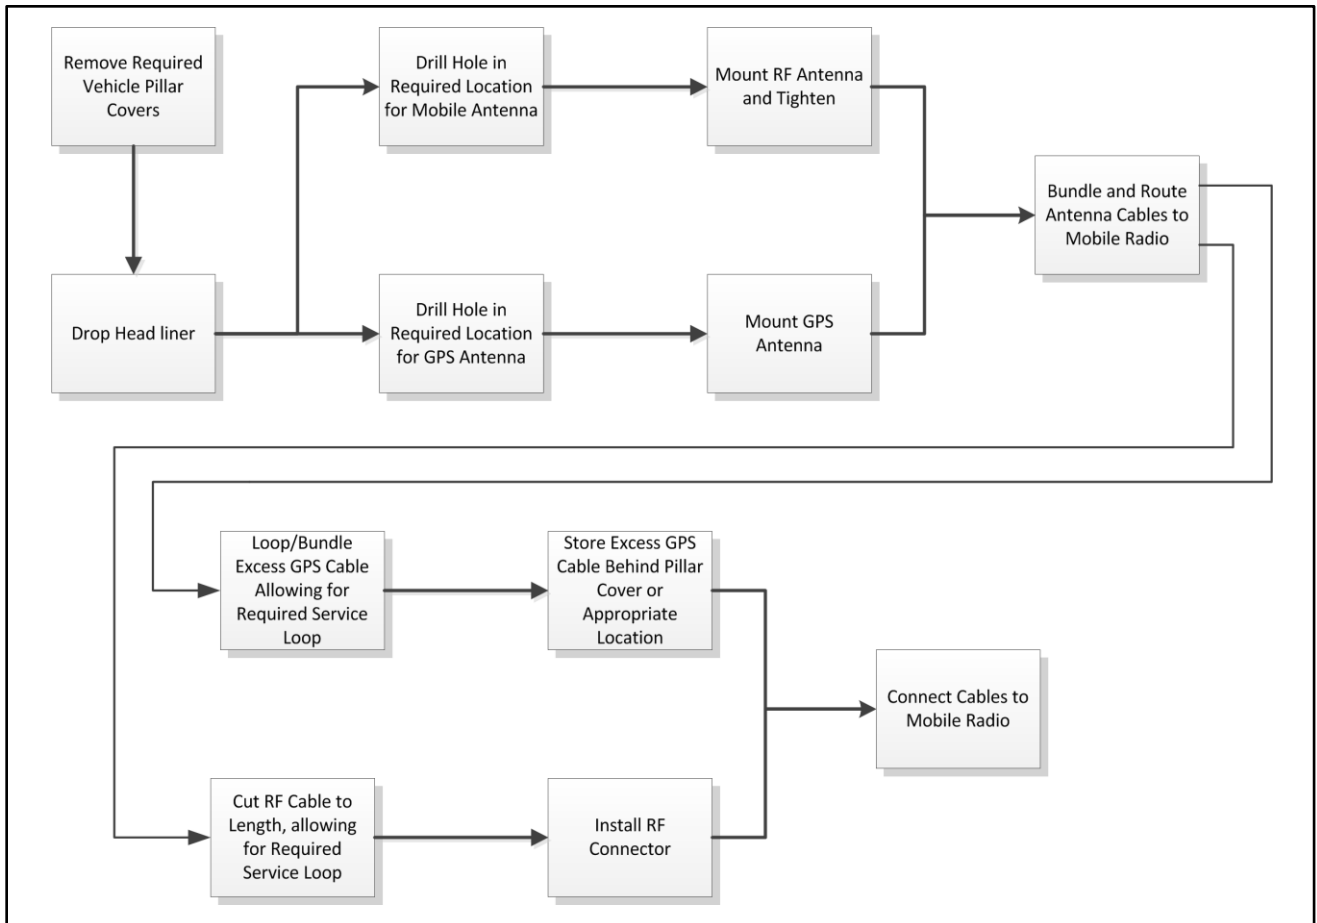 Remove Required
Vehicle Pillar
Covers
Drop Head liner
Drill Hole in
Required Location
for Mobile Antenna
Mount RF Antenna
and Tighten
Drill Hole in
Required Location
for GPS Antenna
Mount GPS
Antenna
Bundle and Route
Antenna Cables to
Mobile Radio
Loop/Bundle
Excess GPS Cable
Allowing for
Required Service
Loop
Store Excess GPS
Cable Behind Pillar
Cover or
Appropriate
Location
Cut RF Cable to
Length, allowing
for Required
Service Loop
Install RF
Connector
Connect Cables to
Mobile Radio